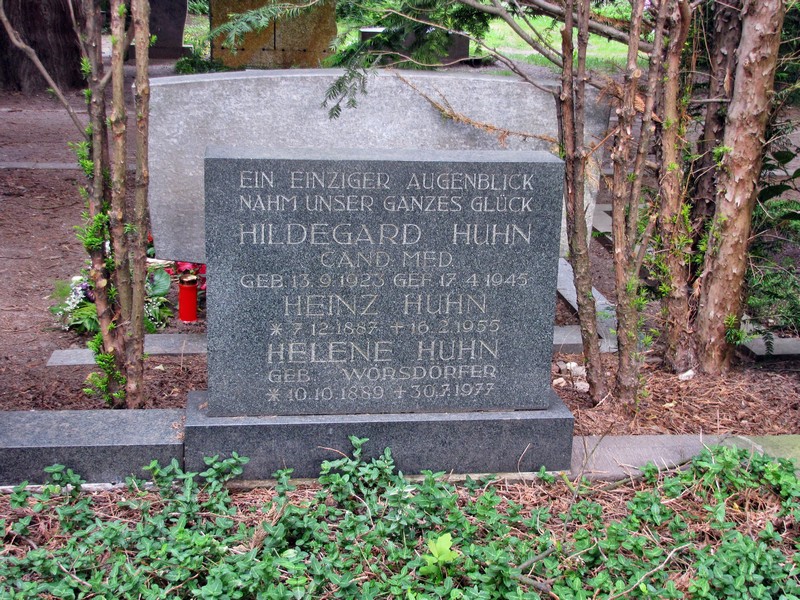 EIN EINZIGER AUGENBLICK
NAHM UNSER GANZES GLÜCK
HILDEGARD HUHN
CAND MED
GEB 13.9.1923 GEF 17.4.1945
HEINZ HUHN
* 7.12.1887 + 16.2.1955
HELENE HUHN
GEB. WÖRSDÖRFER
* 10.10.1889 + 30.7.1977